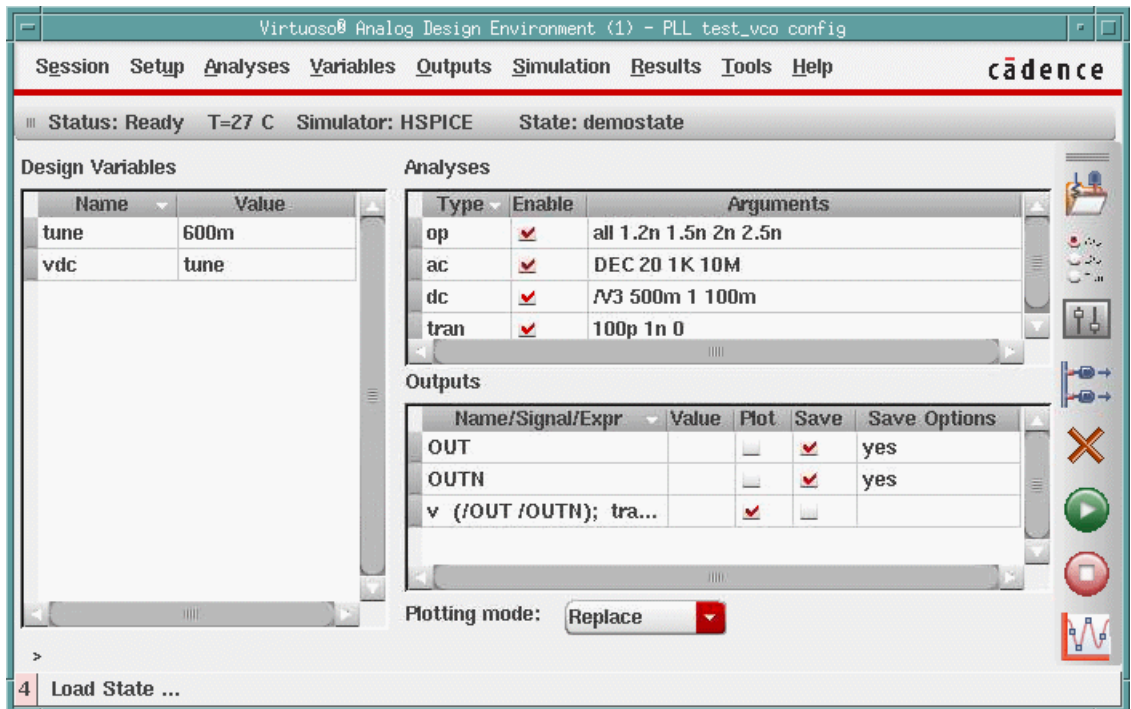 Virtuoso® Analog Design Environment (1) - PLL test_vco config
Session Setup Analyses Variables Outputs Simulation Results Tools Help cādence
Status: Ready T=27 C Simulator: HSPICE State: demostate
Design Variables
Name Value
tune 600m
vdc tune
Analyses
Type Enable Arguments
op all 1.2n 1.5n 2n 2.5n
ac DEC 20 1K 10M
dc /V3 500m 1 100m
tran 100p 1n 0
Outputs
Name/Signal/Expr Value Plot Save Save Options
OUT yes
OUTN yes
v (/OUT /OUTN); tra...
Plotting mode: Replace
>
4 Load State ...